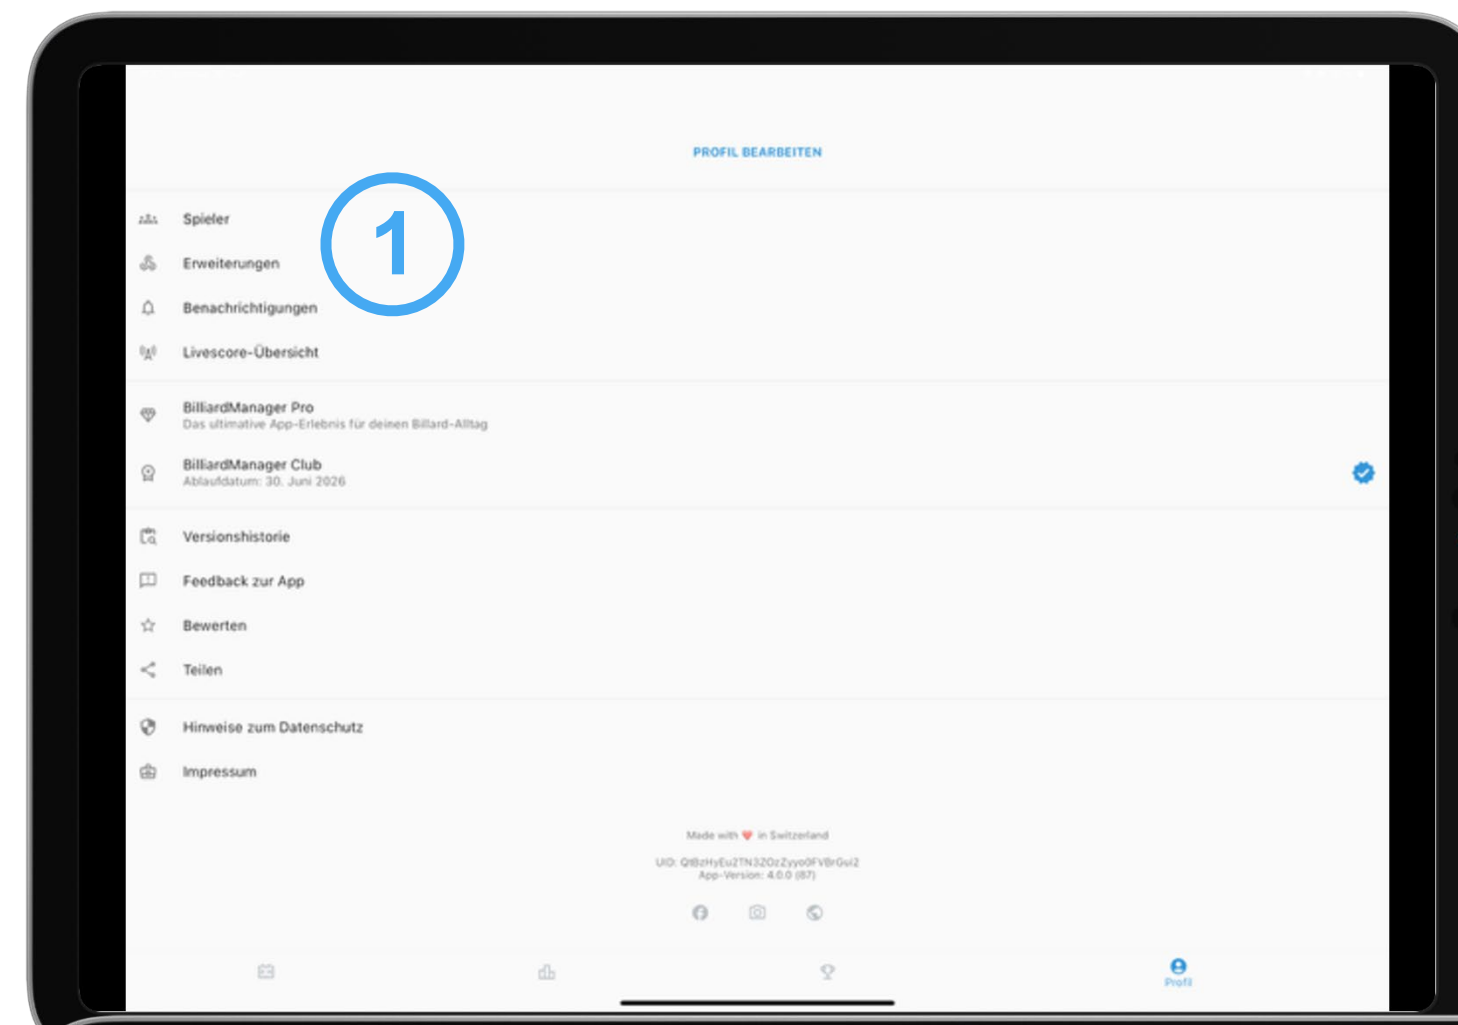 PROFIL BEARBEITEN
Spieler
1
Erweiterungen
Benachrichtigungen
Livescore-Übersicht
BilliardManager Pro
Das ultimative App-Erlebnis für deinen Billard-Alltag
BilliardManager Club
Ablaufdatum: 30. Juni 2026
Versionshistorie
Feedback zur App
Bewerten
Teilen
Hinweise zum Datenschutz
Impressum
Made with ❤️ in Switzerland
UID:
App-Version: 4.0.0 (87)
Profil